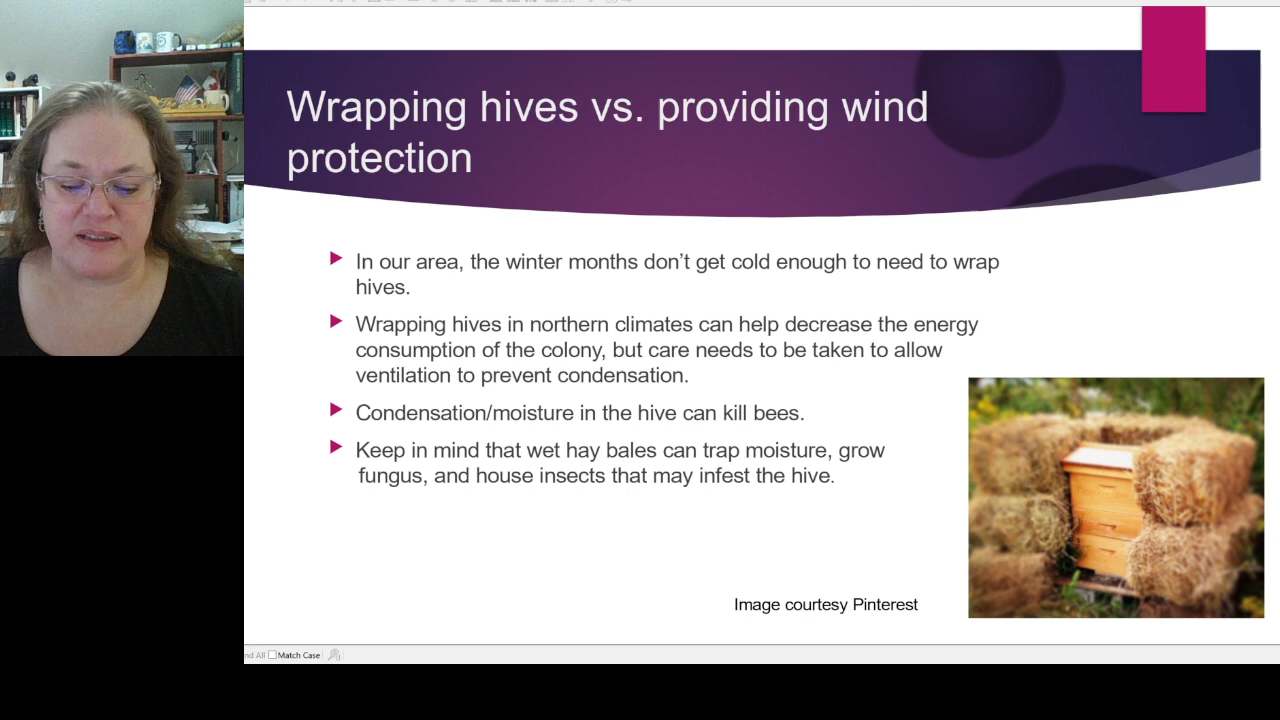 Wrapping hives vs. providing wind
protection
In our area, the winter months don’t get cold enough to need to wrap
hives.
Wrapping hives in northern climates can help decrease the energy
consumption of the colony, but care needs to be taken to allow
ventilation to prevent condensation.
Condensation/moisture in the hive can kill bees.
Keep in mind that wet hay bales can trap moisture, grow
fungus, and house insects that may infest the hive.
Image courtesy Pinterest
All Match Case